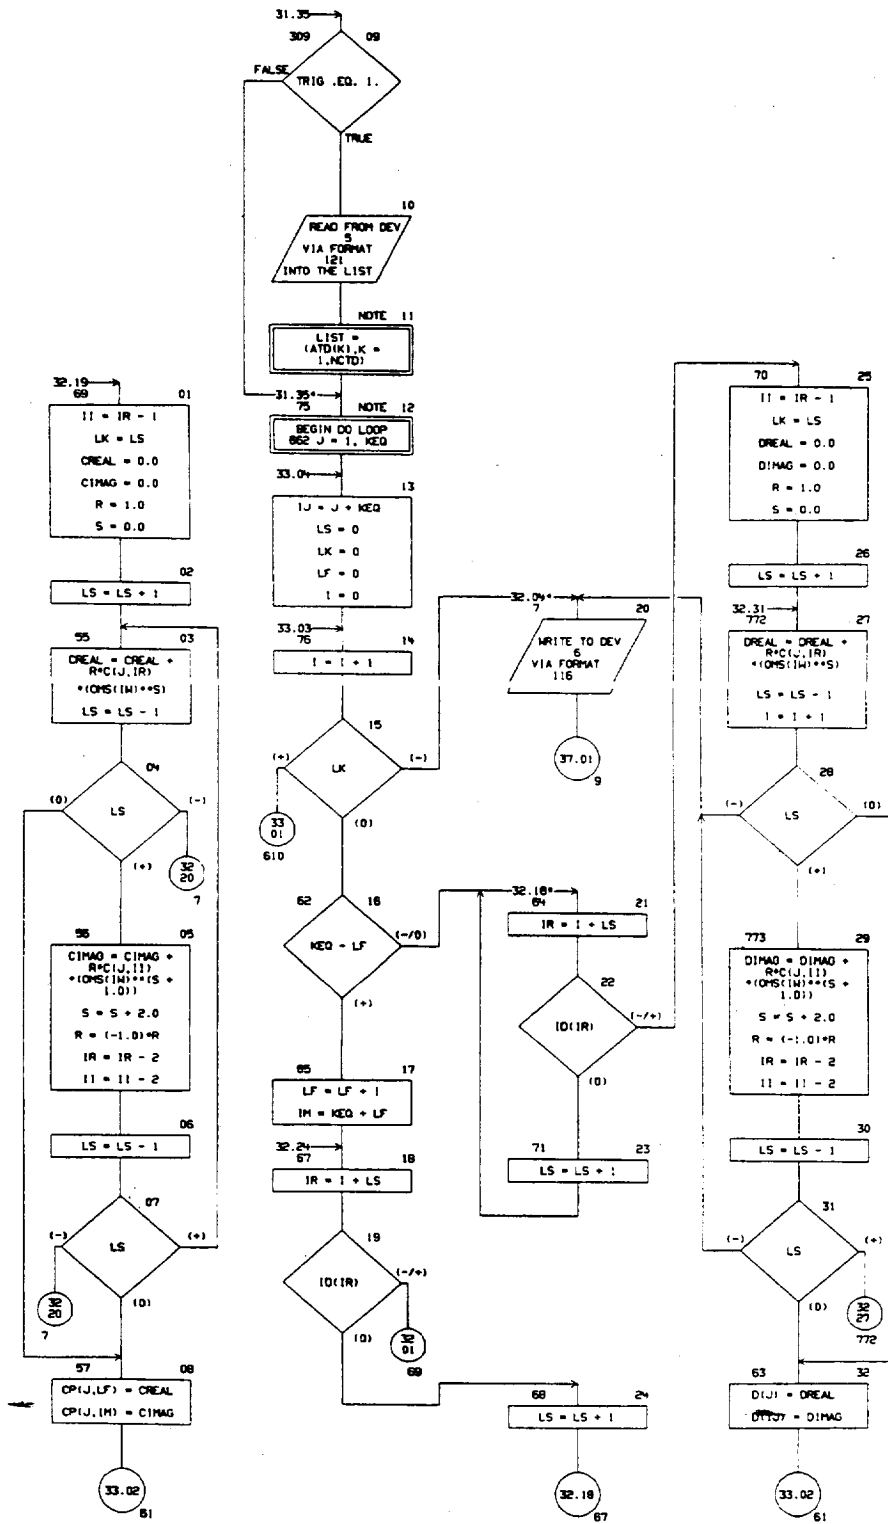 31.35
309 09
FALSE
TRIG .EQ. 1.
TRUE
10
READ FROM DEV
5
VIA FORMAT
121
INTO THE LIST
NOTE 11
LIST =
(ATD(K),K =
1,NCTD)
31.35*
75 NOTE 12
BEGIN DO LOOP
662 J = 1, KEQ
33.04
13
IJ = J + KEQ
LS = 0
LK = 0
LF = 0
I = 0
33.03
76 14
I = I + 1
15
(+) LK (-)
(0)
33
01
610
62 16
KEQ - LF (-/0)
(+)
65 17
LF = LF + 1
IM = KEQ + LF
32.24
67 18
IR = I + LS
19
ID(IR) (-/+)
(0)
32
01
69
32.19
69 01
II = IR - 1
LK = LS
CREAL = 0.0
CIMAG = 0.0
R = 1.0
S = 0.0
02
LS = LS + 1
55 03
CREAL = CREAL +
R*C(J,IR)
*(OMS(IW)**S)
LS = LS - 1
04
(0) LS (-)
(+)
32
20
7
56 05
CIMAG = CIMAG +
R*C(J,II)
*(OMS(IW)**(S +
1.0))
S = S + 2.0
R = (-1.0)*R
IR = IR - 2
II = II - 2
06
LS = LS - 1
07
(-) LS (+)
(0)
32
20
7
57 08
CP(J,LF) = CREAL
CP(J,IM) = CIMAG
33.02
61
32.04*
7 20
WRITE TO DEV
6
VIA FORMAT
116
37.01
9
32.16*
64 21
IR = I + LS
22
ID(IR) (-/+)
(0)
71 23
LS = LS + 1
68 24
LS = LS + 1
32.18
67
70 25
II = IR - 1
LK = LS
DREAL = 0.0
DIMAG = 0.0
R = 1.0
S = 0.0
26
LS = LS + 1
32.31
772 27
DREAL = DREAL +
R*C(J,IR)
*(OMS(IW)**S)
LS = LS - 1
I = I + 1
28
(-) LS (0)
(+)
773 29
DIMAG = DIMAG +
R*C(J,II)
*(OMS(IW)**(S +
1.0))
S = S + 2.0
R = (-1.0)*R
IR = IR - 2
II = II - 2
30
LS = LS - 1
31
(-) LS (+)
(0)
32
27
772
63 32
D(J) = DREAL
D(IJ) = DIMAG
33.02
61